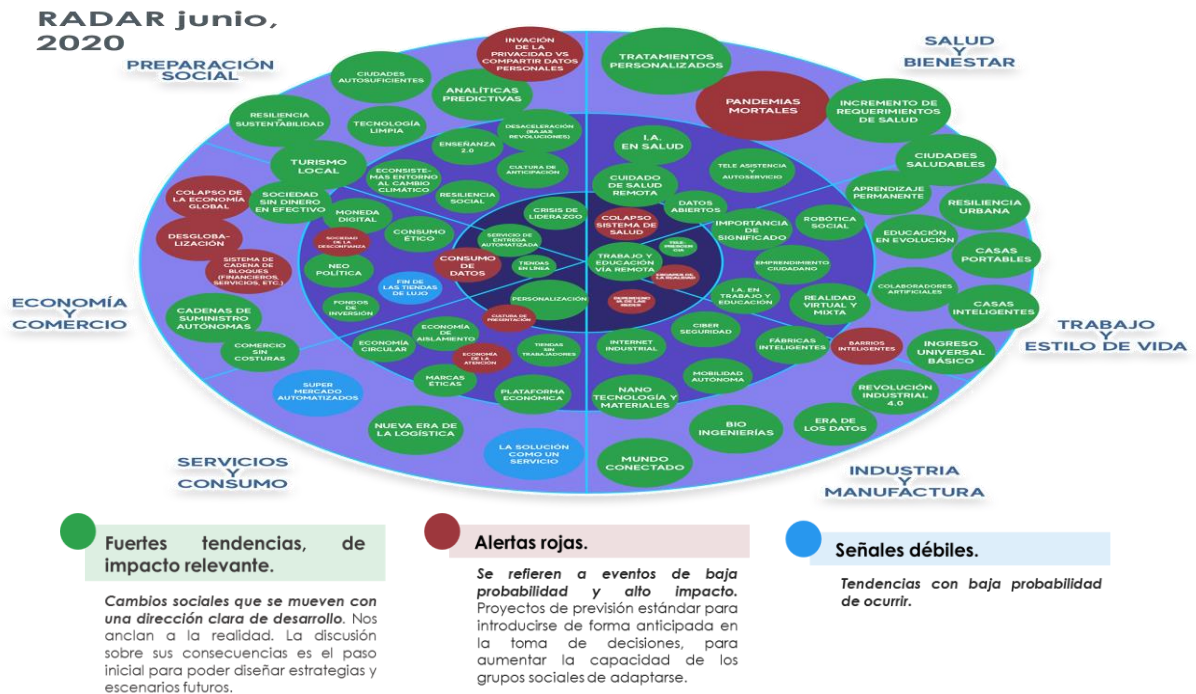 RADAR junio,
2020
PREPARACIÓN
SOCIAL
SALUD
Y
BIENESTAR
ECONOMÍA
Y
COMERCIO
TRABAJO
Y
ESTILO DE VIDA
SERVICIOS
Y
CONSUMO
INDUSTRIA
Y
MANUFACTURA
INVASIÓN
DE LA
PRIVACIDAD VS
COMPARTIR DATOS
PERSONALES
CIUDADES
AUTOSUFICIENTES
ANALÍTICAS
PREDICTIVAS
RESILIENCIA
Y
SUSTENTABILIDAD
TECNOLOGÍA
LIMPIA
DESACELERACIÓN
(BAJAS
REVOLUCIONES)
ENSEÑANZA
2.0
TURISMO
LOCAL
ECONSISTE-
MAS ENTORNO
AL CAMBIO
CLIMÁTICO
CULTURA DE
ANTICIPACIÓN
RESILIENCIA
SOCIAL
CRISIS DE
LIDERAZGO
TRATAMIENTOS
PERSONALIZADOS
PANDEMIAS
MORTALES
INCREMENTO DE
REQUERIMIENTOS
DE SALUD
I.A.
EN SALUD
TELE ASISTENCIA
Y
AUTOSERVICIO
CUIDADO
DE SALUD
REMOTA
DATOS
ABIERTOS
COLAPSO
SISTEMA DE
SALUD
CIUDADES
SALUDABLES
APRENDIZAJE
PERMANENTE
RESILIENCIA
URBANA
ROBÓTICA
SOCIAL
IMPORTANCIA
DE
SIGNIFICADO
EDUCACIÓN
EN EVOLUCIÓN
CASAS
PORTABLES
EMPRENDIMIENTO
CIUDADANO
TRABAJO Y
EDUCACIÓN
VÍA REMOTA
COLABORADORES
ARTIFICIALES
I.A. EN
TRABAJO Y
EDUCACIÓN
REALIDAD
VIRTUAL Y
MIXTA
CASAS
INTELIGENTES
BARRIOS
INTELIGENTES
INGRESO
UNIVERSAL
BÁSICO
COLAPSO DE
LA ECONOMÍA
GLOBAL
SOCIEDAD
SIN DINERO
EN EFECTIVO
MONEDA
DIGITAL
DESGLOBA-
LIZACIÓN
SOCIEDAD
DE LA
DESCONFIANZA
CONSUMO
ÉTICO
SERVICIO DE
ENTREGA
AUTOMATIZADA
SISTEMA DE
CADENA DE
BLOQUES
(FINANCIEROS,
SERVICIOS, ETC.)
NEO
POLÍTICA
CONSUMO
DE DATOS
TIENDAS
EN LÍNEA
FIN DE
LAS TIENDAS
DE LUJO
CADENAS DE
SUMINISTRO
AUTÓNOMAS
FONDOS
DE
INVERSIÓN
COMERCIO
SIN
COSTURAS
PERSONALIZACIÓN
CULTURA DE
PRESENTACIÓN
ECONOMÍA
CIRCULAR
ECONOMÍA
DE
AISLAMIENTO
ECONOMÍA
DE LA
ATENCIÓN
TIENDAS
SIN
TRABAJADORES
SUPER
MERCADO
AUTOMATIZADOS
MARCAS
ÉTICAS
PLATAFORMA
ECONÓMICA
NUEVA ERA DE
LA LOGÍSTICA
LA SOLUCIÓN
COMO UN
SERVICIO
INTERNET
INDUSTRIAL
CIBER
SEGURIDAD
FÁBRICAS
INTELIGENTES
MOBILIDAD
AUTÓNOMA
NANO
TECNOLOGÍA Y
MATERIALES
REVOLUCIÓN
INDUSTRIAL
4.0
BIO
INGENIERÍAS
ERA DE
LOS DATOS
MUNDO
CONECTADO
Fuertes tendencias, de
impacto relevante.
Cambios sociales que se mueven con
una dirección clara de desarrollo. Nos
anclan a la realidad. La discusión
sobre sus consecuencias es el paso
inicial para poder diseñar estrategias y
escenarios futuros.
Alertas rojas.
Se refieren a eventos de baja
probabilidad y alto impacto.
Proyectos de previsión estándar para
introducirse de forma anticipada en
la toma de decisiones, para
aumentar la capacidad de los
grupos sociales de adaptarse.
Señales débiles.
Tendencias con baja probabilidad
de ocurrir.